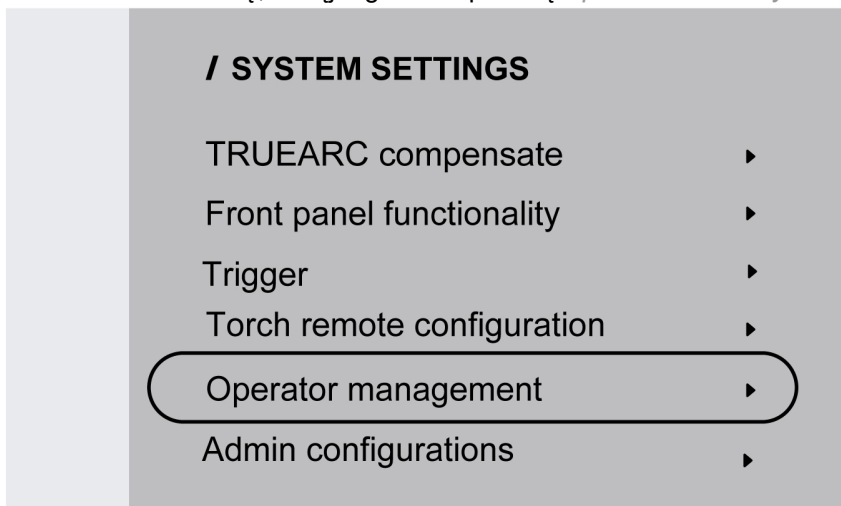 / SYSTEM SETTINGS
TRUEARC compensate
Front panel functionality
Trigger
Torch remote configuration
Operator management
Admin configurations